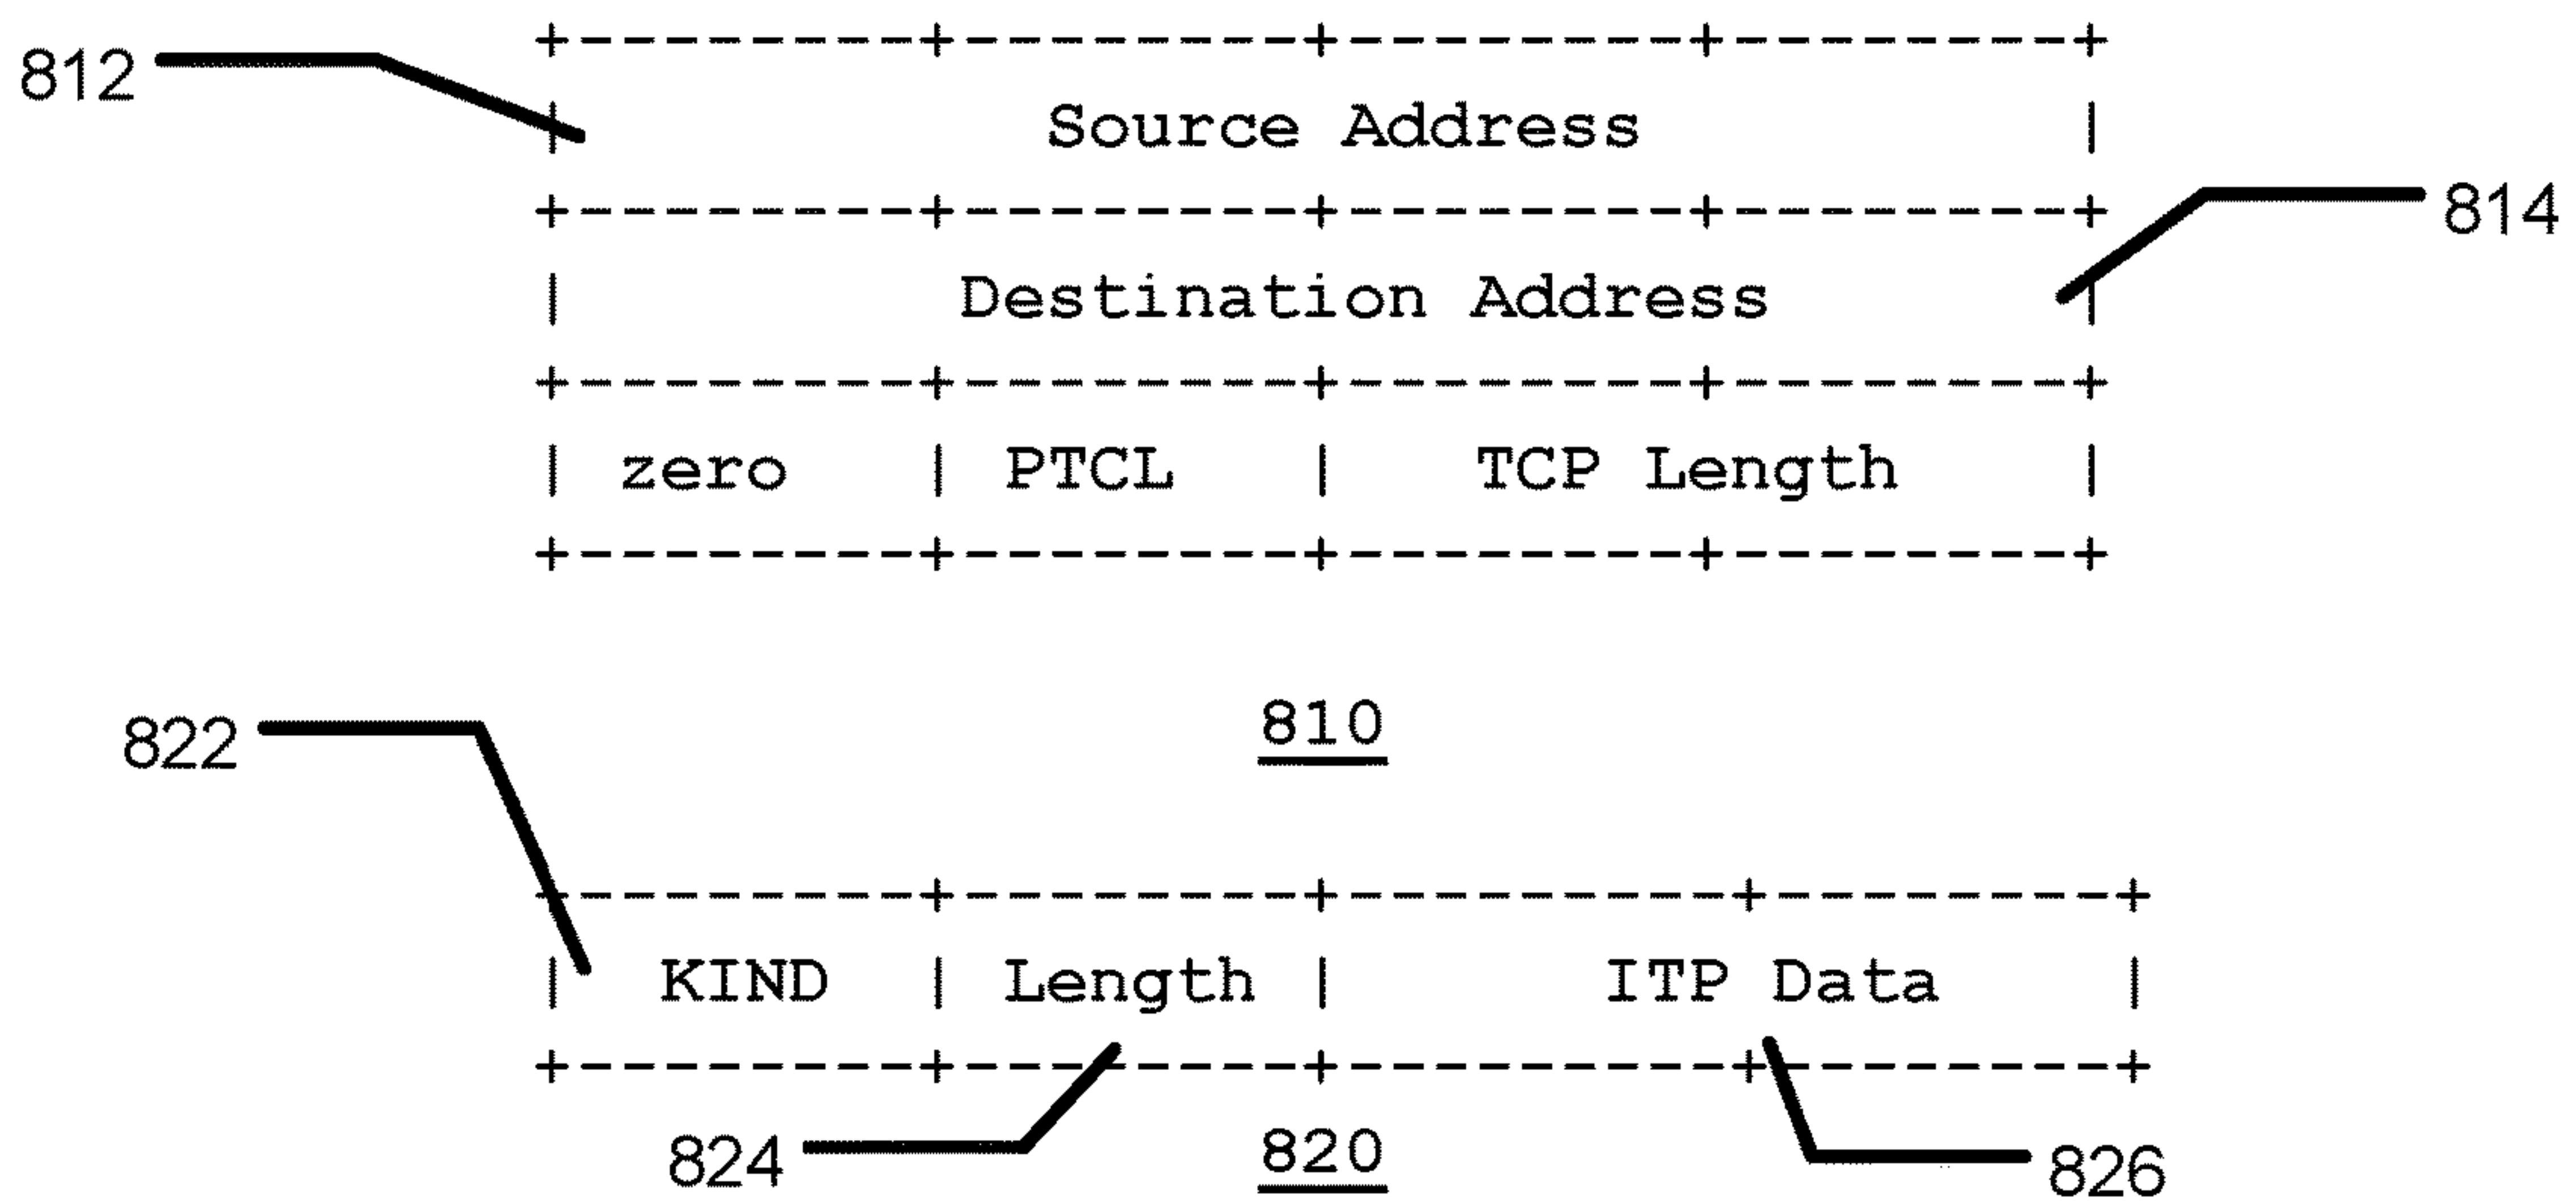 812
Source Address
814
Destination Address
zero | PTCL | TCP Length
810
822
KIND | Length | ITP Data
824
820
826